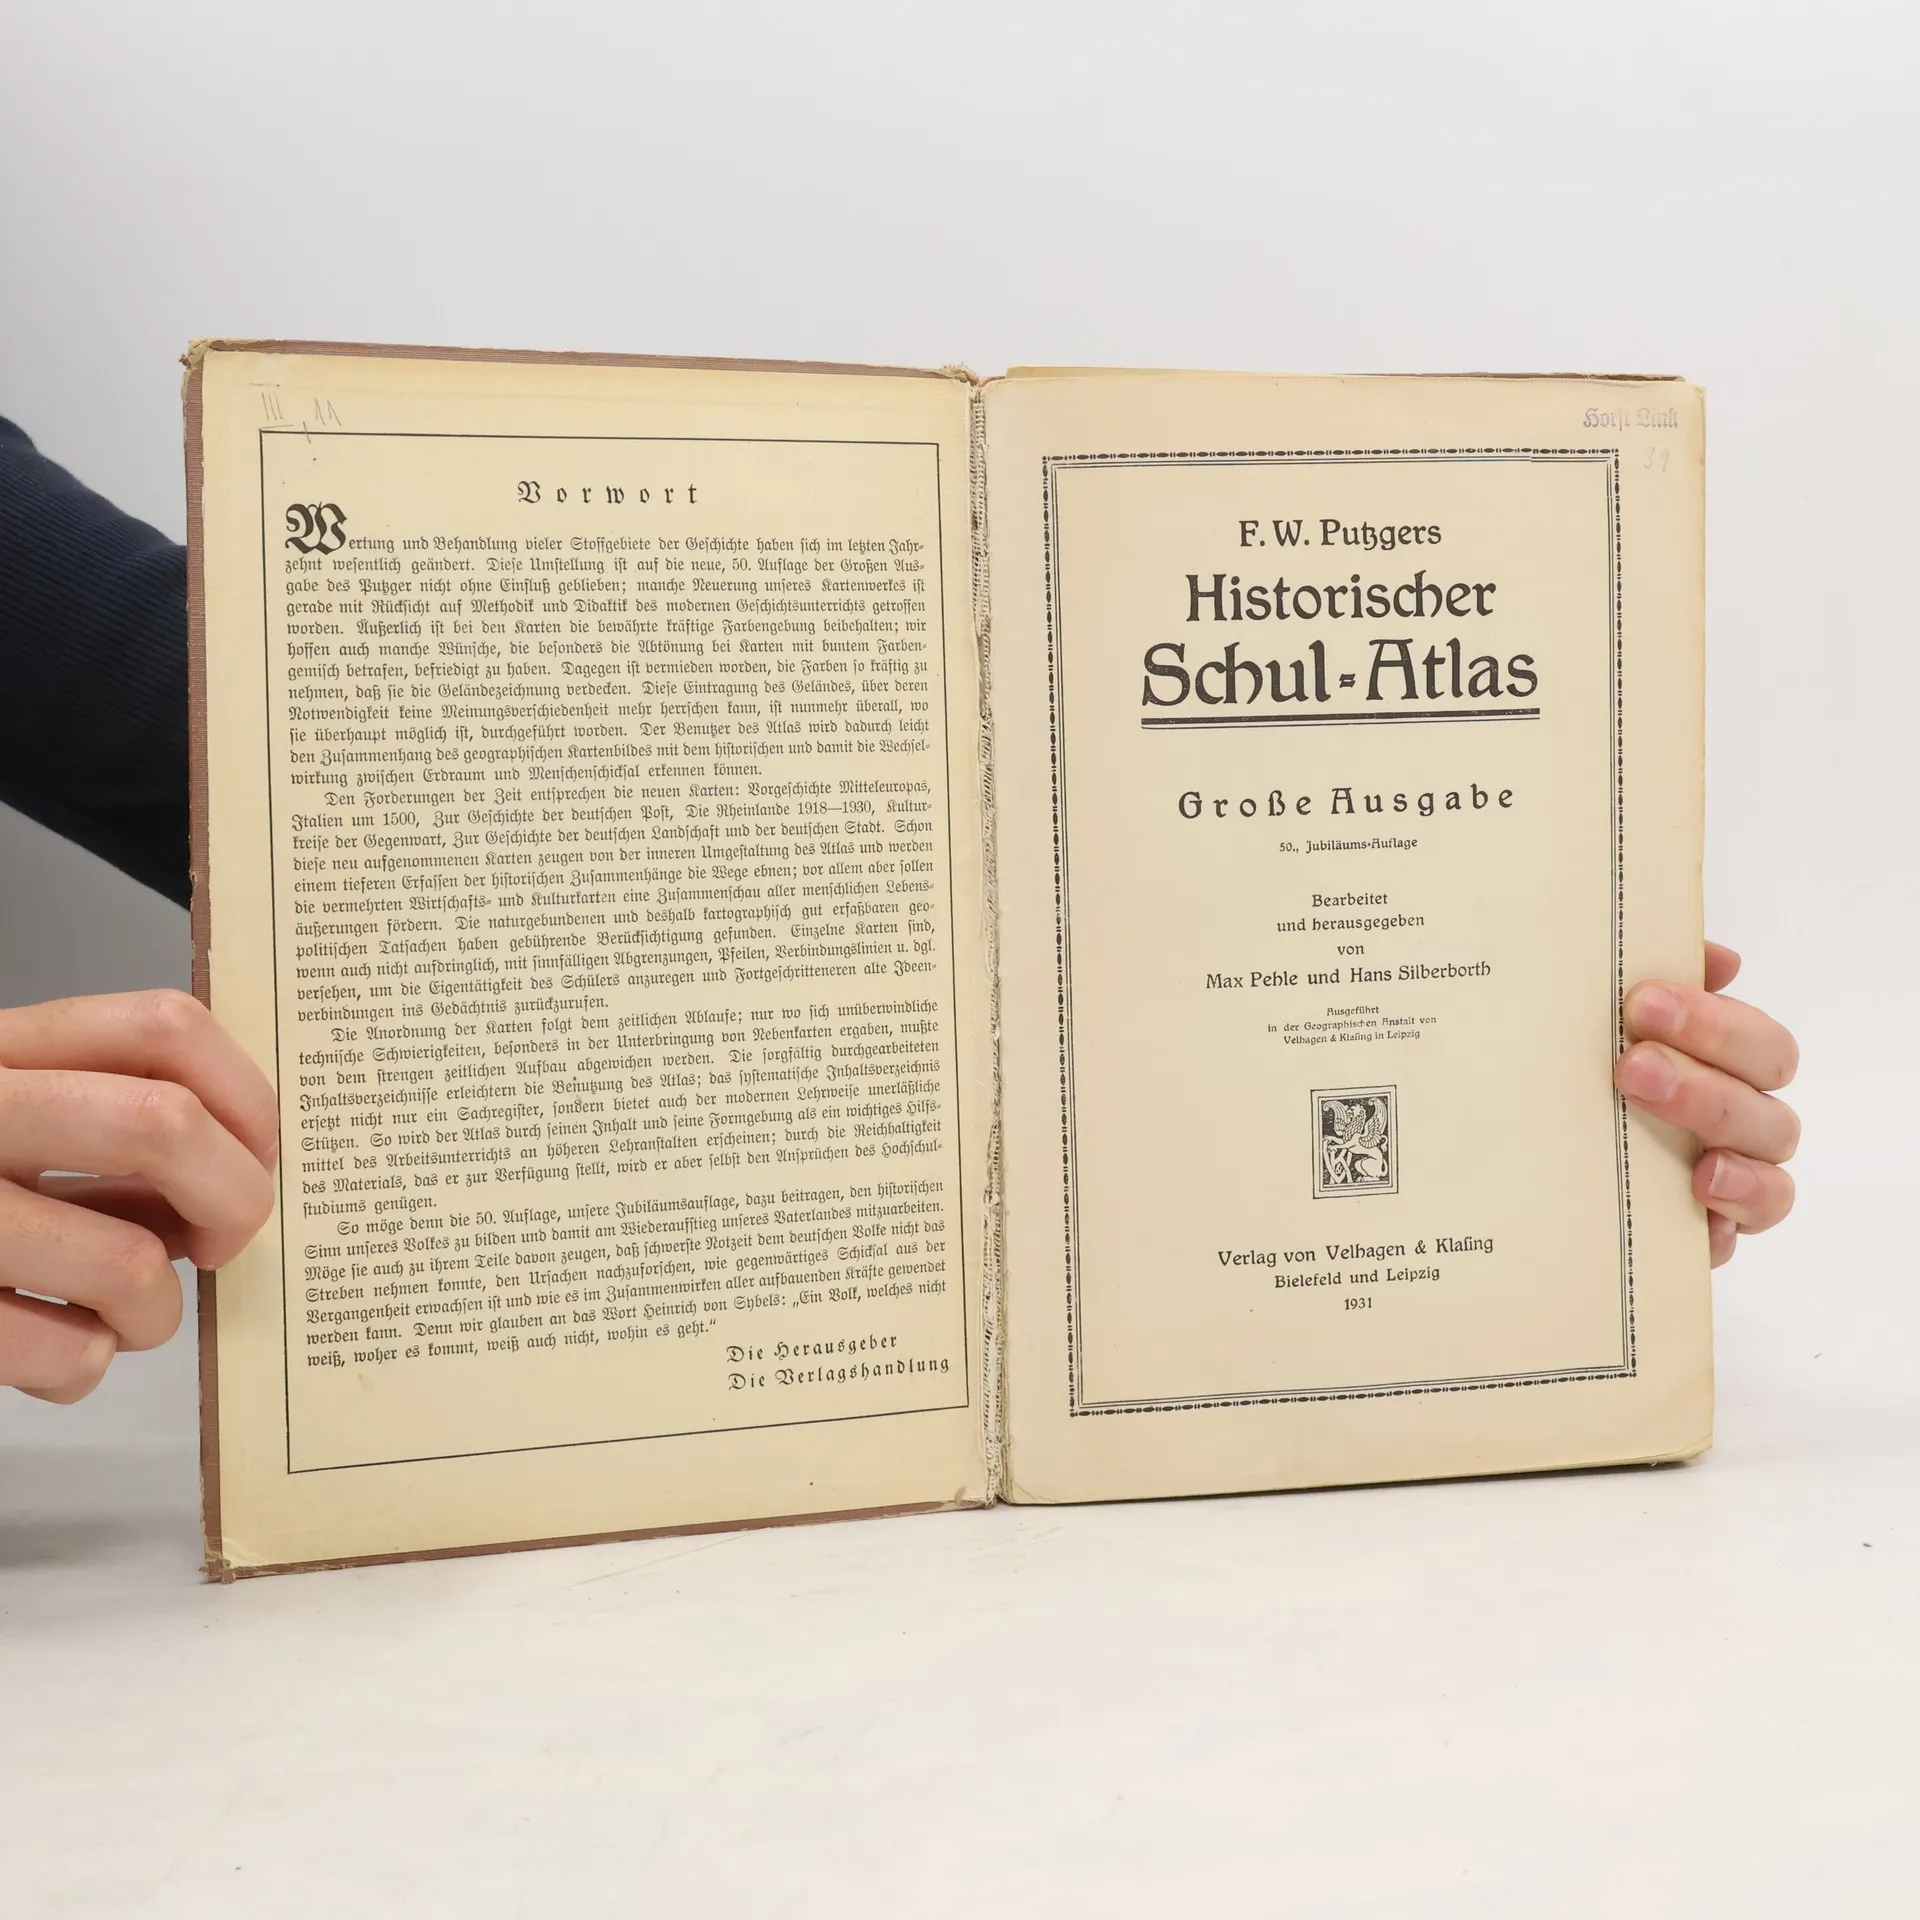 III, 11
Vorwort
Wertung und Behandlung vieler Stoffgebiete der Geschichte haben sich im letzten Jahr-
zehnt wesentlich geändert. Diese Umstellung ist auf die neue, 50. Auflage der Großen Aus-
gabe des Putzger nicht ohne Einfluß geblieben; manche Neuerung unseres Kartenwerkes ist
gerade mit Rücksicht auf Methodik und Didaktik des modernen Geschichtsunterrichts getroffen
worden. Äußerlich ist bei den Karten die bewährte kräftige Farbengebung beibehalten; wir
hoffen auch manche Wünsche, die besonders die Abtönung bei Karten mit buntem Farben-
gemisch betrafen, befriedigt zu haben. Dagegen ist vermieden worden, die Farben so kräftig zu
nehmen, daß sie die Geländezeichnung verdecken. Diese Eintragung des Geländes, über deren
Notwendigkeit keine Meinungsverschiedenheit mehr herrschen kann, ist nunmehr überall, wo
sie überhaupt möglich ist, durchgeführt worden. Der Benutzer des Atlas wird dadurch leicht
den Zusammenhang des geographischen Kartenbildes mit dem historischen und damit die Wechsel-
wirkung zwischen Erdraum und Menschenschicksal erkennen können.
Den Forderungen der Zeit entsprechen die neuen Karten: Vorgeschichte Mitteleuropas,
Italien um 1500, Zur Geschichte der deutschen Post, Die Rheinlande 1918—1930, Kultur-
kreise der Gegenwart, Zur Geschichte der deutschen Landschaft und der deutschen Stadt. Schon
diese neu aufgenommenen Karten zeugen von der inneren Umgestaltung des Atlas und werden
einem tieferen Erfassen der historischen Zusammenhänge die Wege ebnen; vor allem aber sollen
die vermehrten Wirtschafts- und Kulturkarten eine Zusammenschau aller menschlichen Lebens-
äußerungen fördern. Die naturgebundenen und deshalb kartographisch gut erfaßbaren geo-
politischen Tatsachen haben gebührende Berücksichtigung gefunden. Einzelne Karten sind,
wenn auch nicht aufdringlich, mit sinnfälligen Abgrenzungen, Pfeilen, Verbindungslinien u. dgl.
versehen, um die Eigentätigkeit des Schülers anzuregen und Fortgeschritteneren alte Ideen-
verbindungen ins Gedächtnis zurückzurufen.
Die Anordnung der Karten folgt dem zeitlichen Ablaufe; nur wo sich unüberwindliche
technische Schwierigkeiten, besonders in der Unterbringung von Nebenkarten ergaben, mußte
von dem strengen zeitlichen Aufbau abgewichen werden. Die sorgfältig durchgearbeiteten
Inhaltsverzeichnisse erleichtern die Benutzung des Atlas; das systematische Inhaltsverzeichnis
ersetzt nicht nur ein Sachregister, sondern bietet auch der modernen Lehrweise unerläßliche
Stützen. So wird der Atlas durch seinen Inhalt und seine Formgebung als ein wichtiges Hilfs-
mittel des Arbeitsunterrichts an höheren Lehranstalten erscheinen; durch die Reichhaltigkeit
des Materials, das er zur Verfügung stellt, wird er aber selbst den Ansprüchen des Hochschul-
studiums genügen.
So möge denn die 50. Auflage, unsere Jubiläumsauflage, dazu beitragen, den historischen
Sinn unseres Volkes zu bilden und damit am Wiederaufstieg unseres Vaterlandes mitzuarbeiten.
Möge sie auch zu ihrem Teile davon zeugen, daß schwerste Notzeit dem deutschen Volke nicht das
Streben nehmen konnte, den Ursachen nachzuforschen, wie gegenwärtiges Schicksal aus der
Vergangenheit erwachsen ist und wie es im Zusammenwirken aller aufbauenden Kräfte gewendet
werden kann. Denn wir glauben an das Wort Heinrich von Sybels: „Ein Volk, welches nicht
weiß, woher es kommt, weiß auch nicht, wohin es geht.“
Die Herausgeber
Die Verlagshandlung
Horst Link
39
F. W. Putzgers
Historischer
Schul-Atlas
Große Ausgabe
50., Jubiläums-Auflage
Bearbeitet
und herausgegeben
von
Max Pehle und Hans Silberborth
Ausgeführt
in der Geographischen Anstalt von
Velhagen & Klasing in Leipzig
Verlag von Velhagen & Klasing
Bielefeld und Leipzig
1931